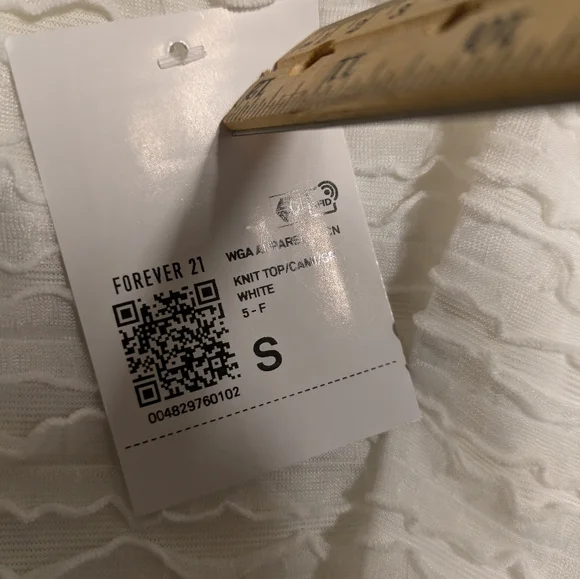 FOREVER 21
WGA
KNIT TOP/
WHITE
5 - F
S
004829760102